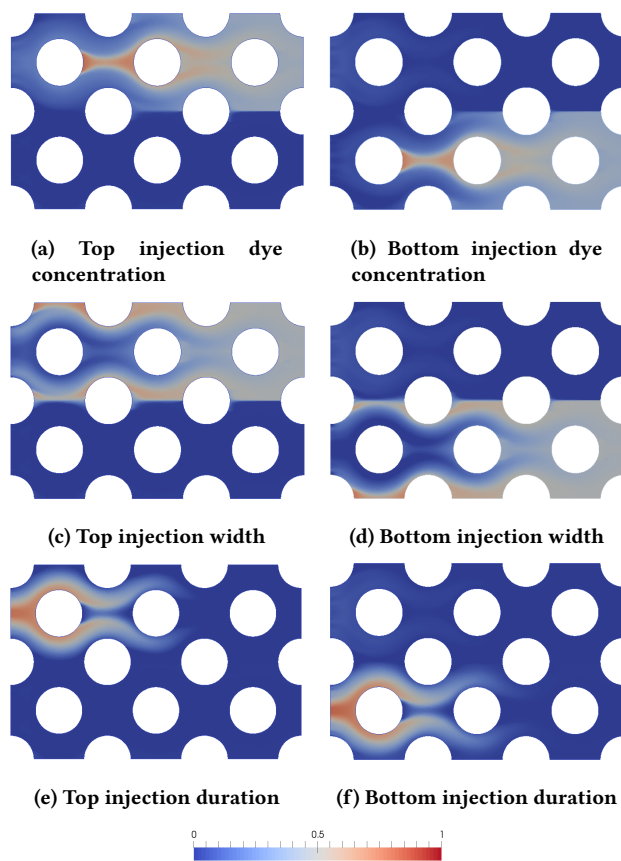 (a) Top injection dye
concentration
(b) Bottom injection dye
concentration
(c) Top injection width
(d) Bottom injection width
(e) Top injection duration
(f) Bottom injection duration
0 0.5 1